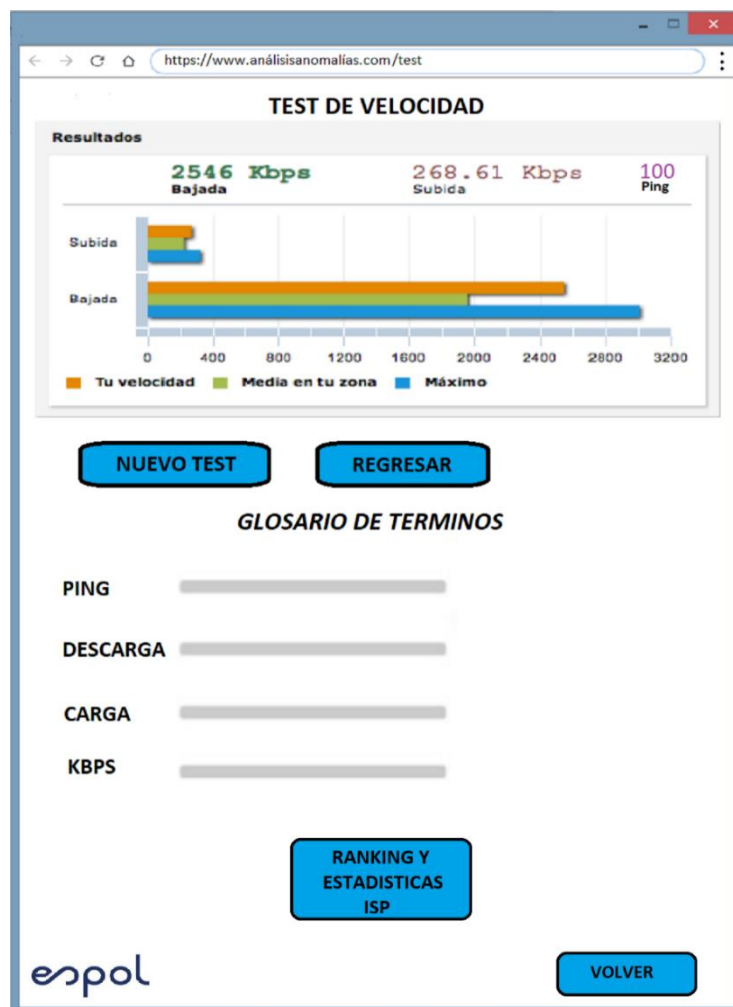 https://www.análisisanomalías.com/test
TEST DE VELOCIDAD
Resultados
2546 Kbps 268.61 Kbps 100
Bajada Subida Ping
Subida
Bajada
0 400 800 1200 1600 2000 2400 2800 3200
Tu velocidad Media en tu zona Máximo
NUEVO TEST REGRESAR
GLOSARIO DE TERMINOS
PING
DESCARGA
CARGA
KBPS
RANKING Y
ESTADISTICAS
ISP
espol
VOLVER